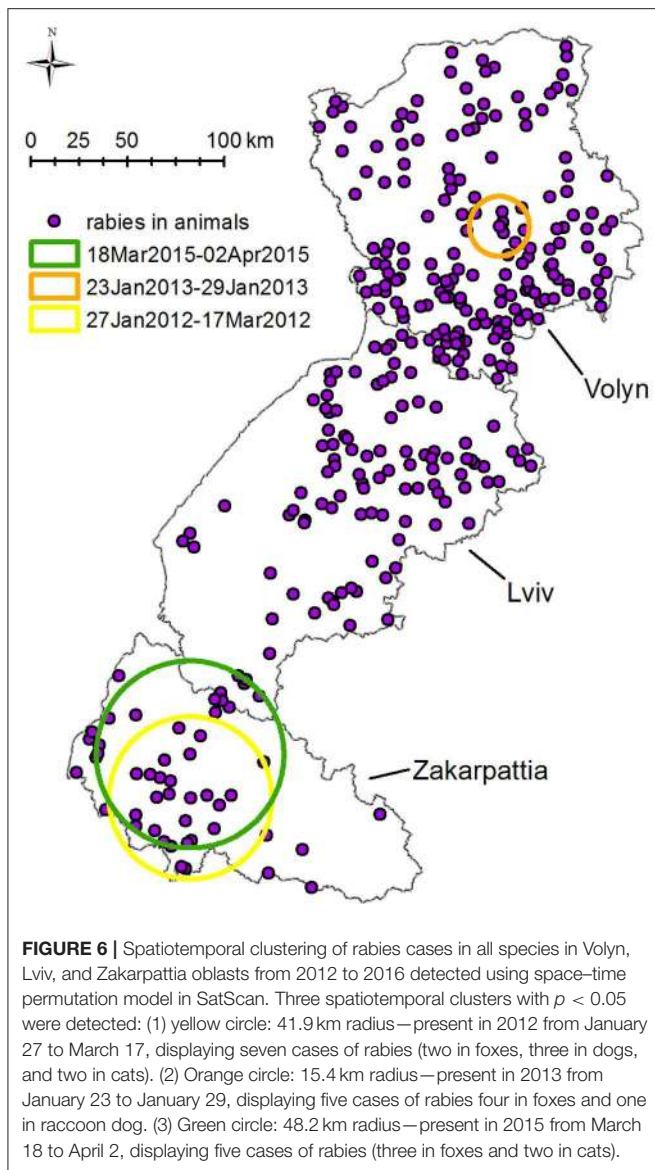 N
0 25 50 100 km
rabies in animals
18Mar2015-02Apr2015
23Jan2013-29Jan2013
27Jan2012-17Mar2012
Volyn
Lviv
Zakarpattia
FIGURE 6 | Spatiotemporal clustering of rabies cases in all species in Volyn,
Lviv, and Zakarpattia oblasts from 2012 to 2016 detected using space–time
permutation model in SatScan. Three spatiotemporal clusters with p < 0.05
were detected: (1) yellow circle: 41.9 km radius—present in 2012 from January
27 to March 17, displaying seven cases of rabies (two in foxes, three in dogs,
and two in cats). (2) Orange circle: 15.4 km radius—present in 2013 from
January 23 to January 29, displaying five cases of rabies four in foxes and one
in raccoon dog. (3) Green circle: 48.2 km radius—present in 2015 from March
18 to April 2, displaying five cases of rabies (three in foxes and two in cats).